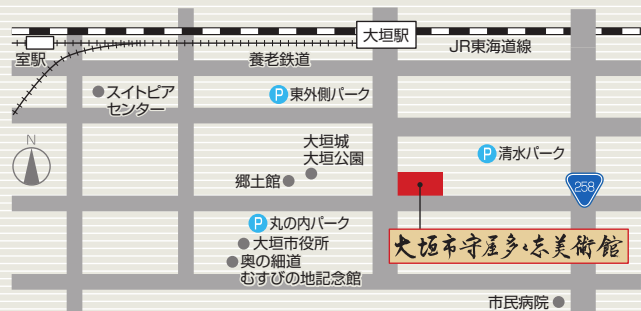 大垣駅
室駅
養老鉄道
JR東海道線
スイトピア
センター
P 東外側パーク
N
大垣城
大垣公園
P 清水パーク
郷土館
258
P 丸の内パーク
大垣市役所
大垣市守屋多々志美術館
奥の細道
むすびの地記念館
市民病院